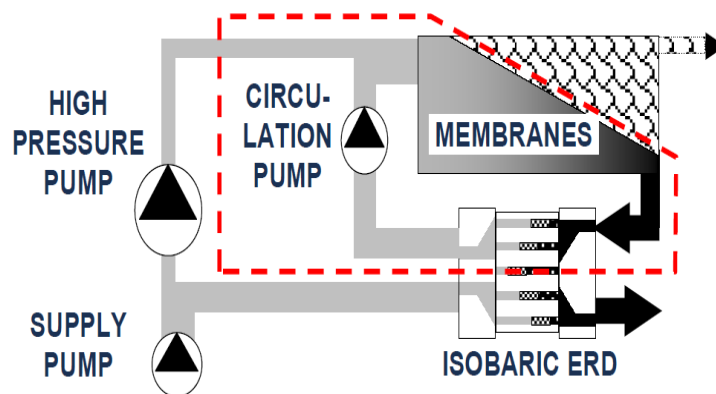 HIGH
PRESSURE
PUMP
CIRCU-
LATION
PUMP
MEMBRANES
SUPPLY
PUMP
ISOBARIC ERD